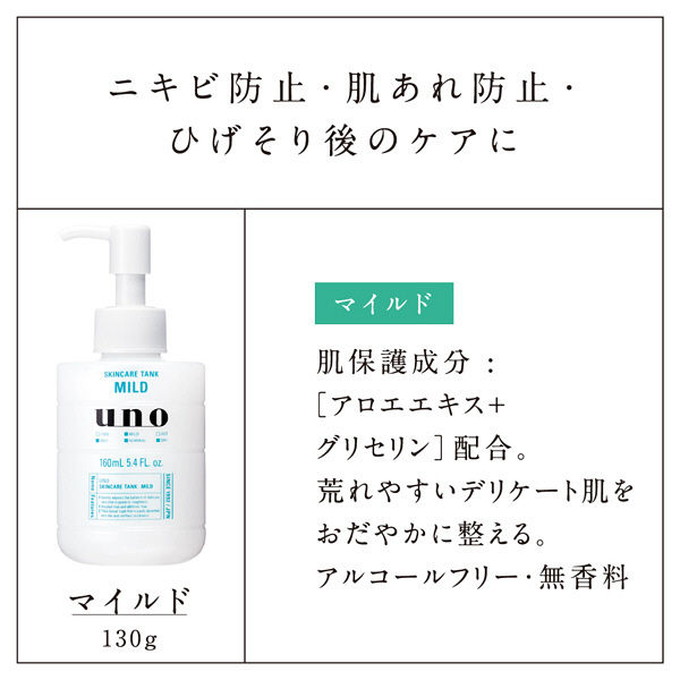 ニキビ防止・肌あれ防止・
ひげそり後のケアに
SKINCARE TANK
MILD
uno
160mL 5.4 FL. oz.
UNO
SKINCARE TANK : MILD
マイルド
130g
マイルド
肌保護成分：
[アロエエキス＋
グリセリン]配合。
荒れやすいデリケート肌を
おだやかに整える。
アルコールフリー・無香料